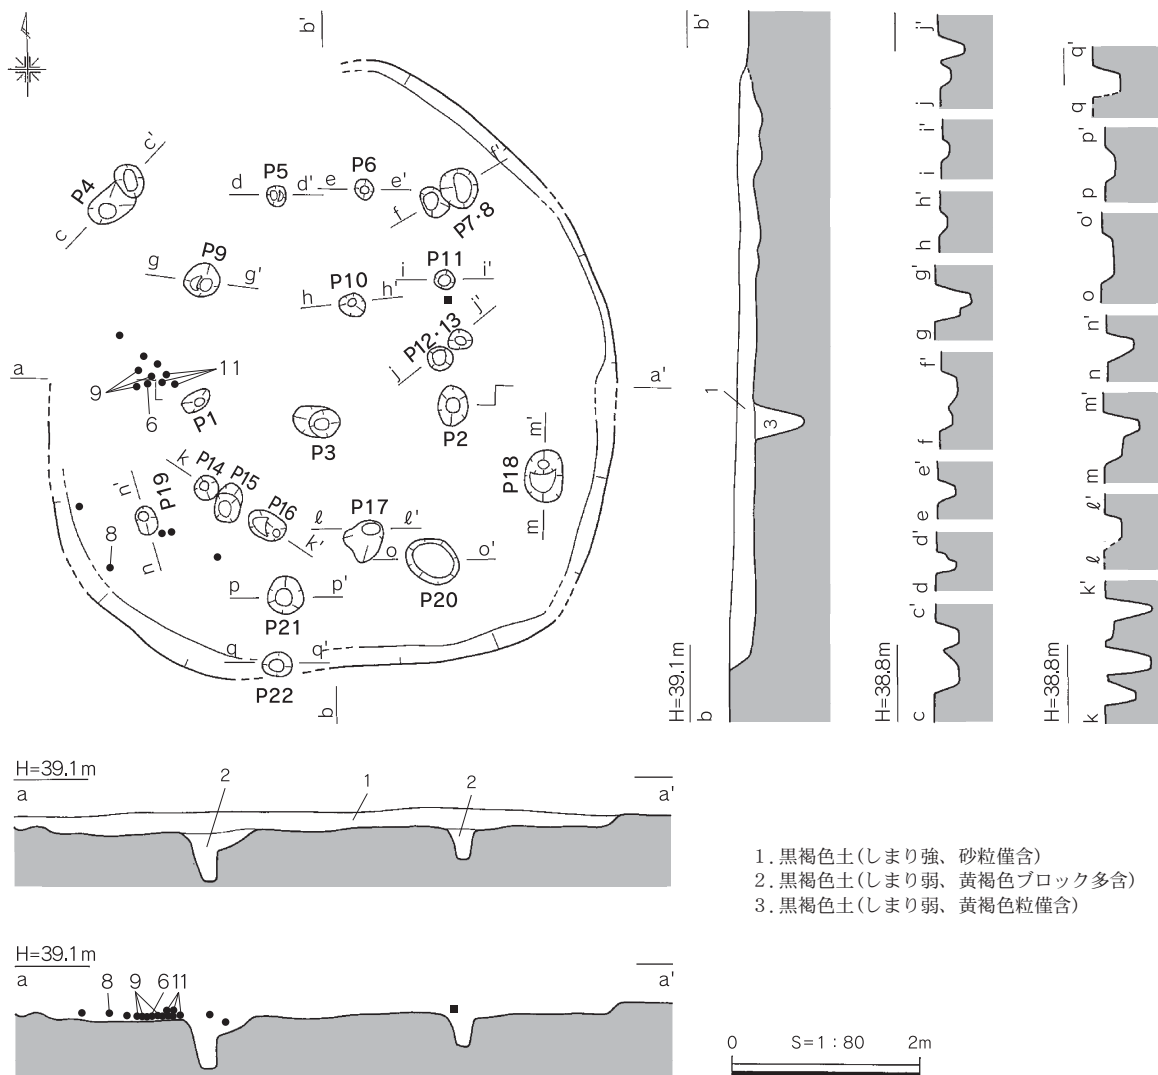 b'
b'
j'
j
q'
q
c'
P4
c
P5
d
d'
P6
e
e'
f'
f
P7・8
i'
i
p'
p
P9
g
g'
P10
h
h'
P11
i
i'
h'
h
o'
o
P12・13
j'
j
g'
g
n'
n
a
a'
9
6
11
P1
P3
P2
1
3
f'
f
m'
m
P18
m'
m
k
P14
P15
P16
k'
P19
n'
n
8
P17
ℓ
ℓ'
o
o'
P20
e'
e
ℓ'
ℓ
p
p'
P21
d'
d
q
q'
P22
b
c'
c
k'
k
H=39.1m
b
H=38.8m
H=38.8m
H=39.1m
a
2
1
2
a'
1.黒褐色土(しまり強、砂粒僅含)
2.黒褐色土(しまり弱、黄褐色ブロック多含)
3.黒褐色土(しまり弱、黄褐色粒僅含)
H=39.1m
a
8
9
6
11
a'
0
S=1:80
2m